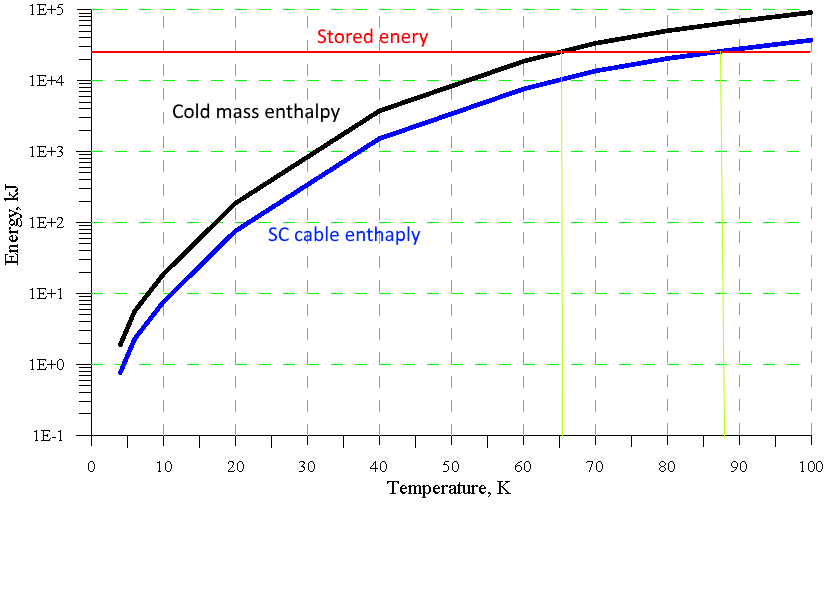 1E+5
Stored enery
1E+4
Cold mass enthalpy
1E+3
Energy, kJ
1E+2
SC cable enthaply
1E+1
1E+0
1E-1
0 10 20 30 40 50 60 70 80 90 100
Temperature, K